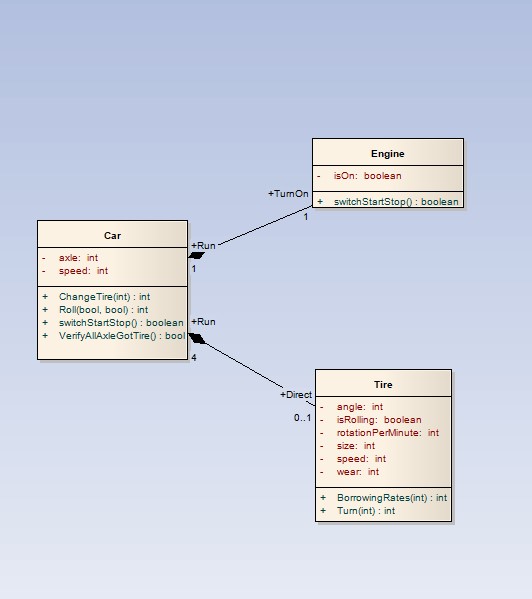 Engine
- isOn: boolean
+ switchStartStop() : boolean
+TurnOn
1
Car
- axle: int
- speed: int
+ ChangeTire(int) : int
+ Roll(bool, bool) : int
+ switchStartStop() : boolean
+ VerifyAllAxleGotTire() : bool
+Run
1
+Run
4
+Direct
0..1
Tire
- angle: int
- isRolling: boolean
- rotationPerMinute: int
- size: int
- speed: int
- wear: int
+ BorrowingRates(int) : int
+ Turn(int) : int